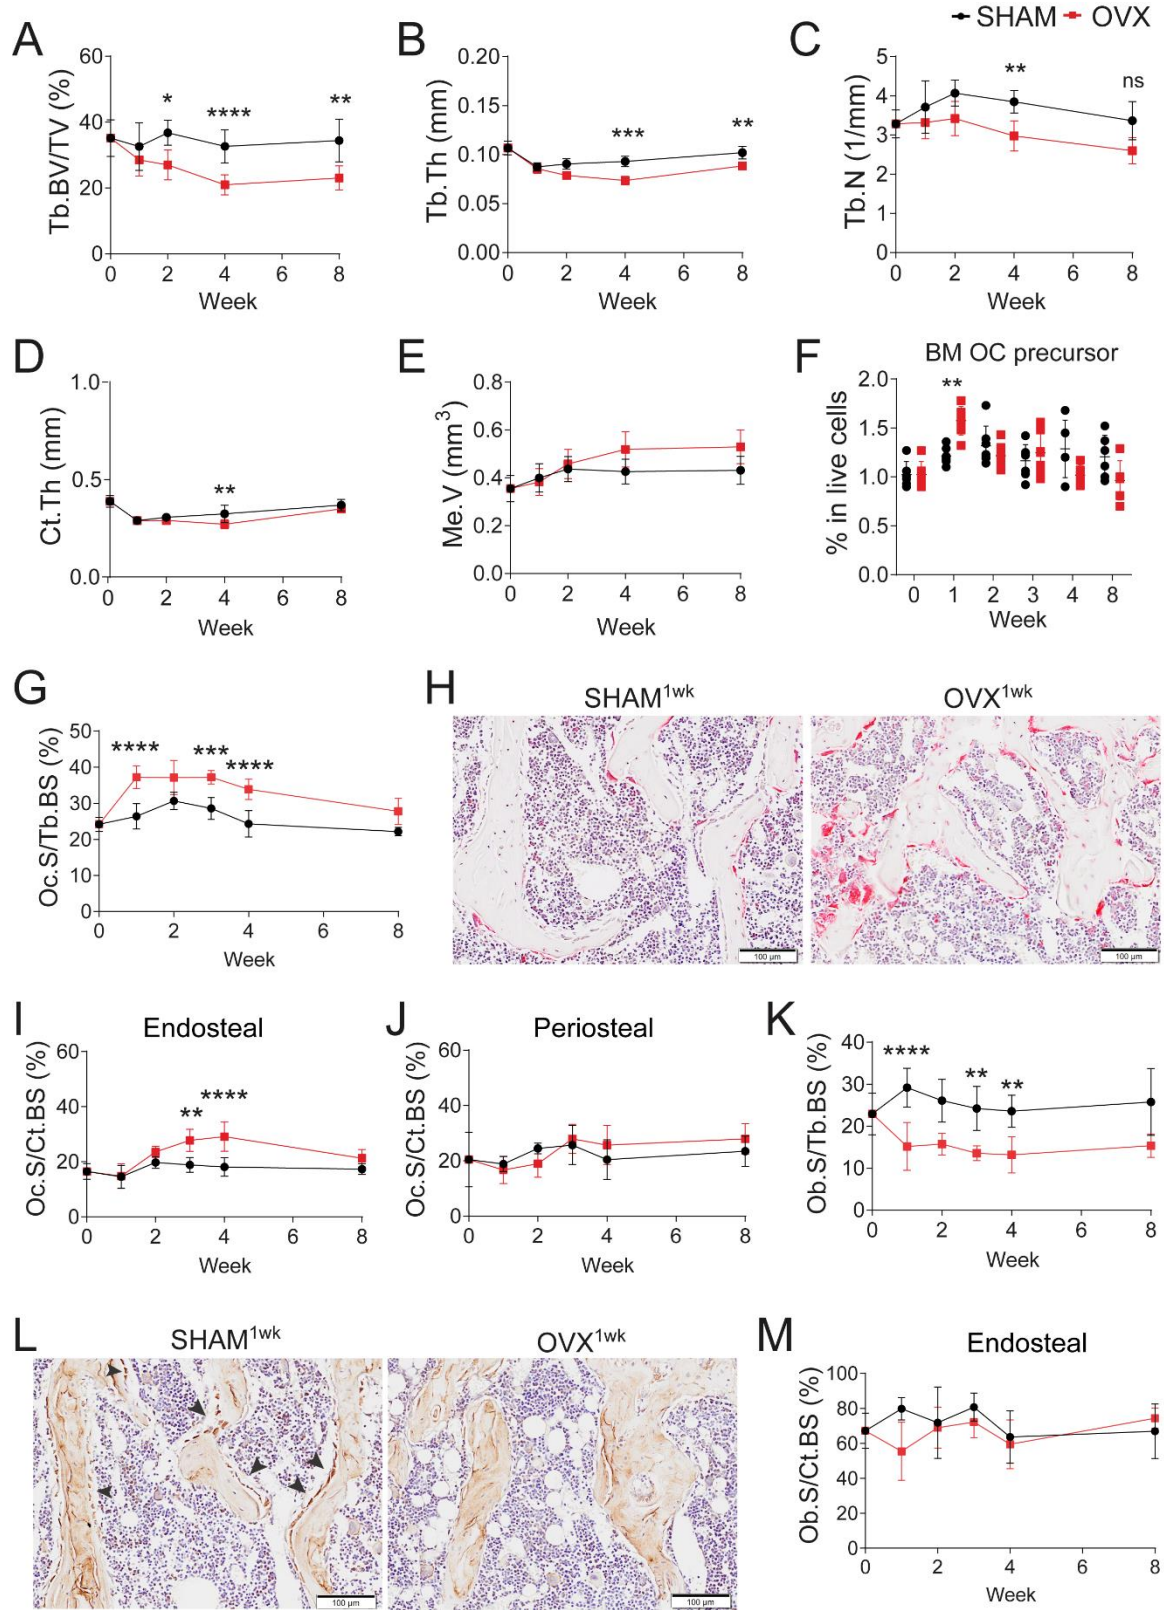 SHAM OVX
A
Tb.BV/TV (%)
60
40
20
0
* **** **
0 2 4 6 8
Week
B
Tb.Th (mm)
0.20
0.15
0.10
0.05
0.00
*** **
0 2 4 6 8
Week
C
Tb.N (1/mm)
5
4
3
2
1
0
** ns
0 2 4 6 8
Week
D
Ct.Th (mm)
1.0
0.5
0.0
**
0 2 4 6 8
Week
E
Me.V (mm³)
0.8
0.6
0.4
0.2
0.0
0 2 4 6 8
Week
F
BM OC precursor
% in live cells
2.0
1.5
1.0
0.5
0.0
**
0 1 2 3 4 8
Week
G
Oc.S/Tb.BS (%)
50
40
30
20
10
0
**** *** ****
0 2 4 6 8
Week
H
SHAM1wk OVX1wk
100 µm 100 µm
I
Endosteal
Oc.S/Ct.BS (%)
60
40
20
0
** ****
0 2 4 6 8
Week
J
Periosteal
Oc.S/Ct.BS (%)
60
40
20
0
0 2 4 6 8
Week
K
Ob.S/Tb.BS (%)
40
30
20
10
0
**** ** **
0 2 4 6 8
Week
L
SHAM1wk OVX1wk
100 µm 100 µm
M
Endosteal
Ob.S/Ct.BS (%)
100
80
60
40
20
0
0 2 4 6 8
Week